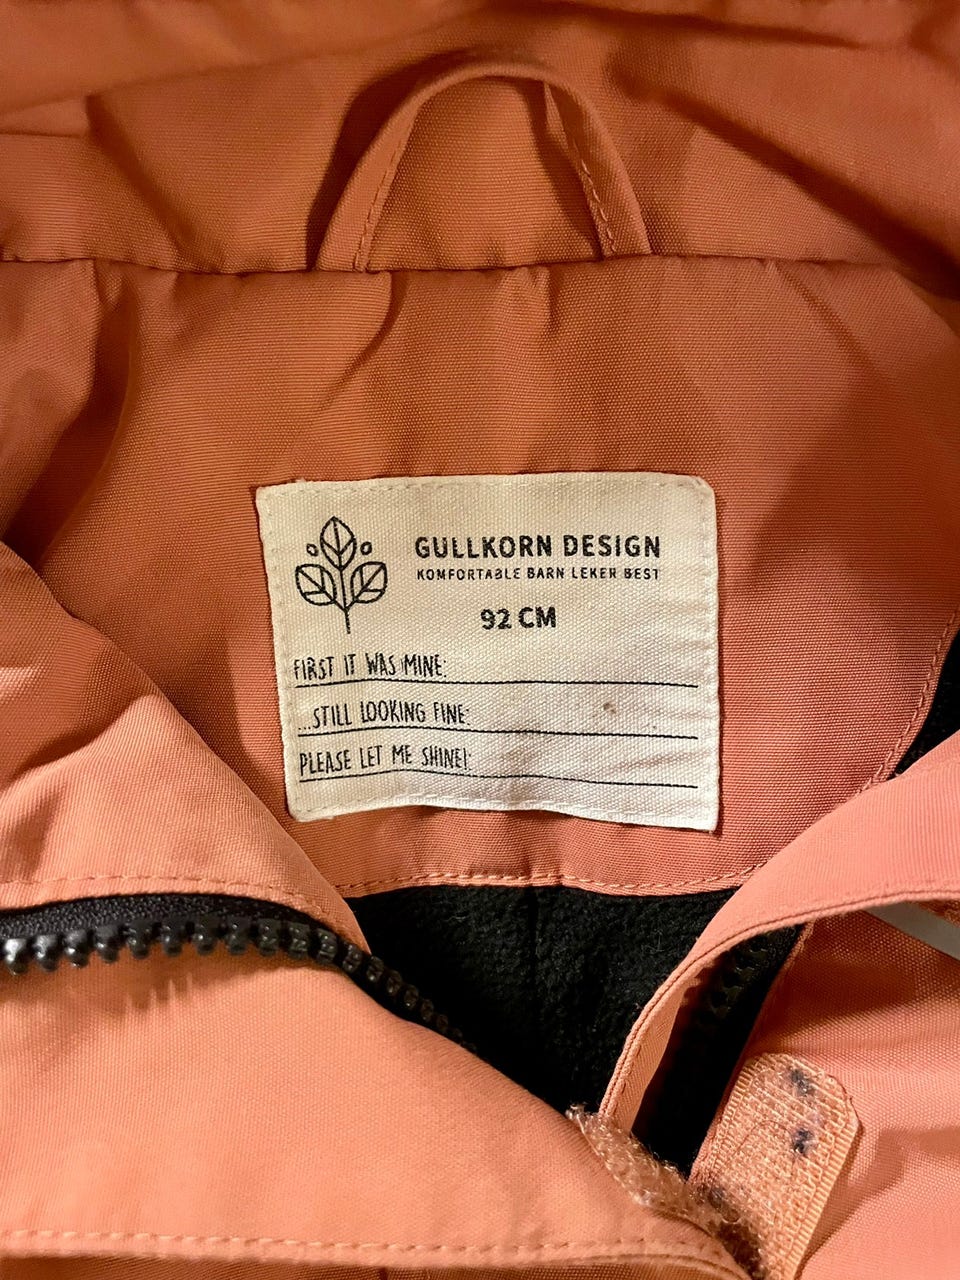 GULLKORN DESIGN
KOMFORTABLE BARN LEKER BEST
92 CM
FIRST IT WAS MINE:
...STILL LOOKING FINE:
PLEASE LET ME SHINE!: